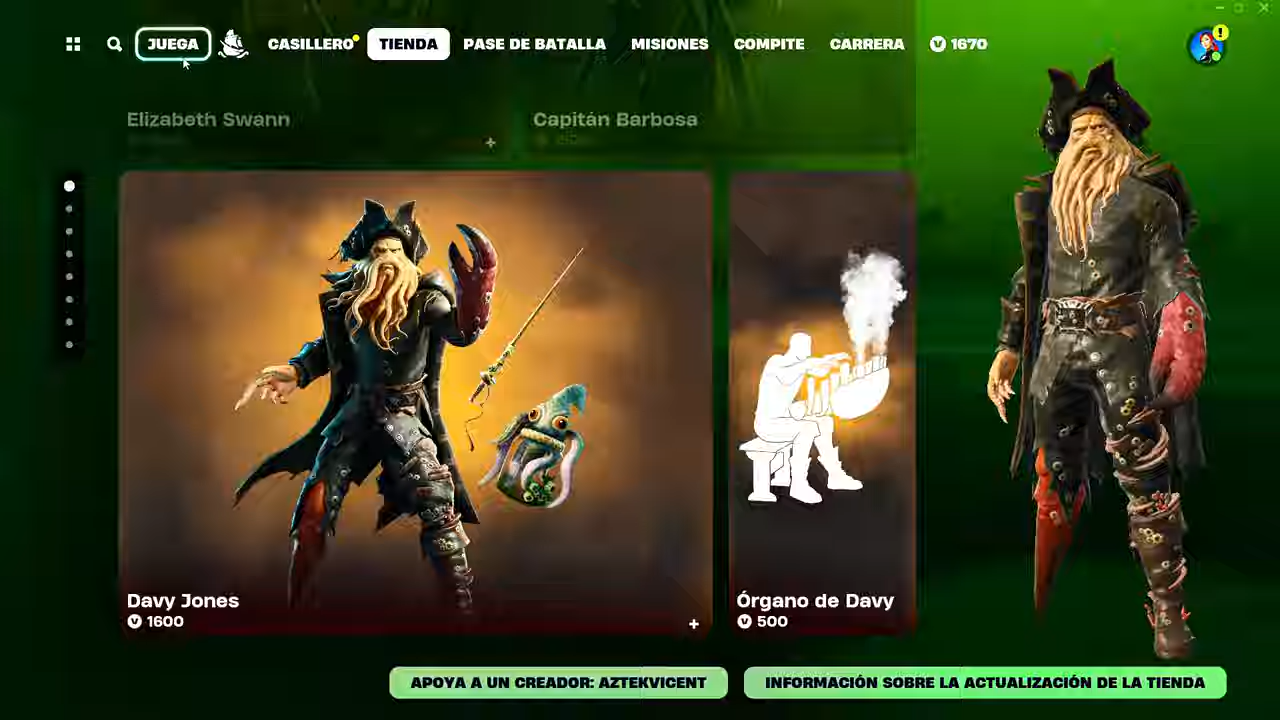 JUEGA CASILLERO TIENDA PASE DE BATALLA MISIONES COMPITE CARRERA V 1670 !
Elizabeth Swann Capitán Barbosa
Davy Jones Órgano de Davy
V 1600 V 500
APOYA A UN CREADOR: AZTEKVICENT INFORMACIÓN SOBRE LA ACTUALIZACIÓN DE LA TIENDA